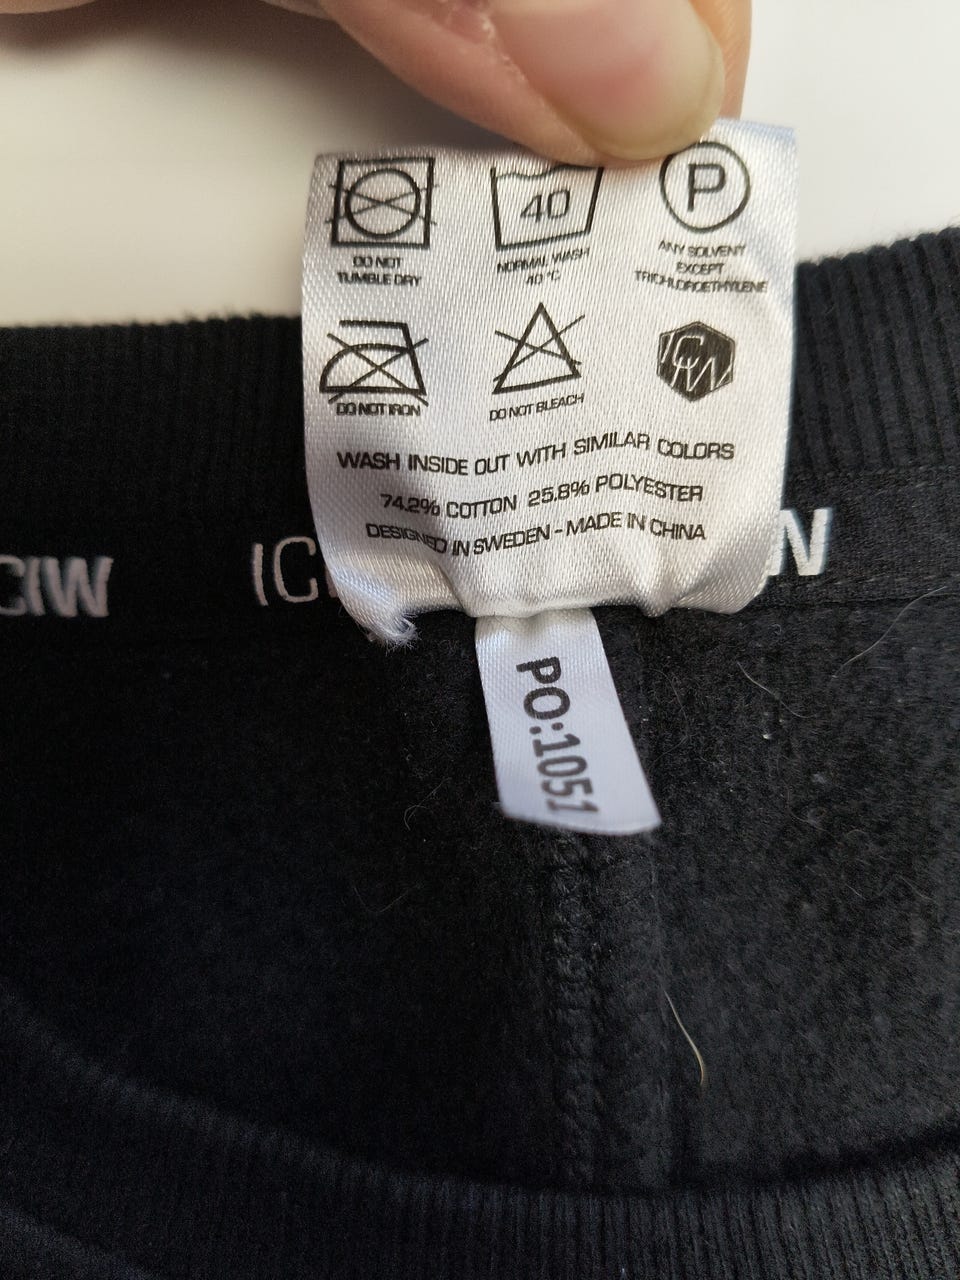 40
P
DO NOT
TUMBLE DRY
NORMAL WASH
40 °C
ANY SOLVENT
EXCEPT
TRICHLOROETHYLENE
ICIW
DO NOT IRON
DO NOT BLEACH
WASH INSIDE OUT WITH SIMILAR COLORS
74.2% COTTON 25.8% POLYESTER
DESIGNED IN SWEDEN - MADE IN CHINA
CIW
IC
W
PO:1051